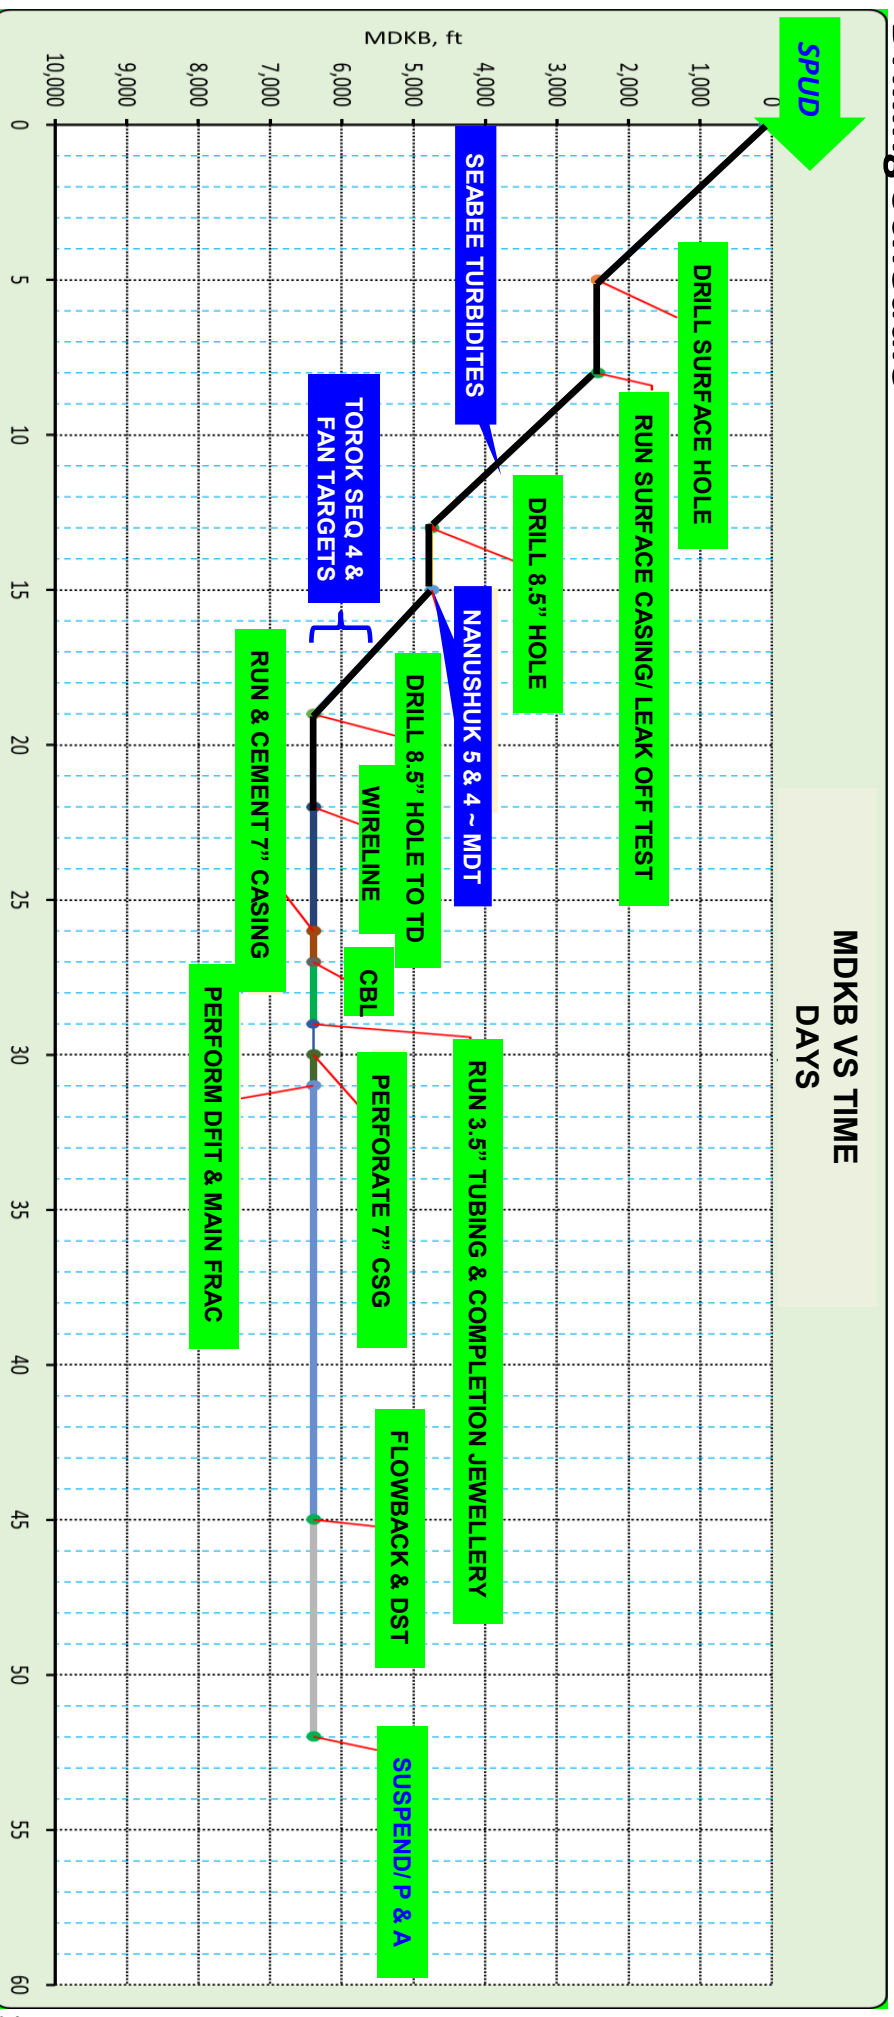 SPUD
MDKB VS TIME
DAYS
MDKB, ft
0
1,000
2,000
3,000
4,000
5,000
6,000
7,000
8,000
9,000
10,000
DRILL SURFACE HOLE
RUN SURFACE CASING/ LEAK OFF TEST
SEABEE TURBIDITES
DRILL 8.5” HOLE
NANUSHUK 5 & 4 ~ MDT
TOROK SEQ 4 &
FAN TARGETS
DRILL 8.5” HOLE TO TD
WIRELINE
RUN & CEMENT 7” CASING
CBL
RUN 3.5” TUBING & COMPLETION JEWELLERY
PERFORATE 7” CSG
PERFORM DFIT & MAIN FRAC
FLOWBACK & DST
SUSPEND/ P & A
0
5
10
15
20
25
30
35
40
45
50
55
60